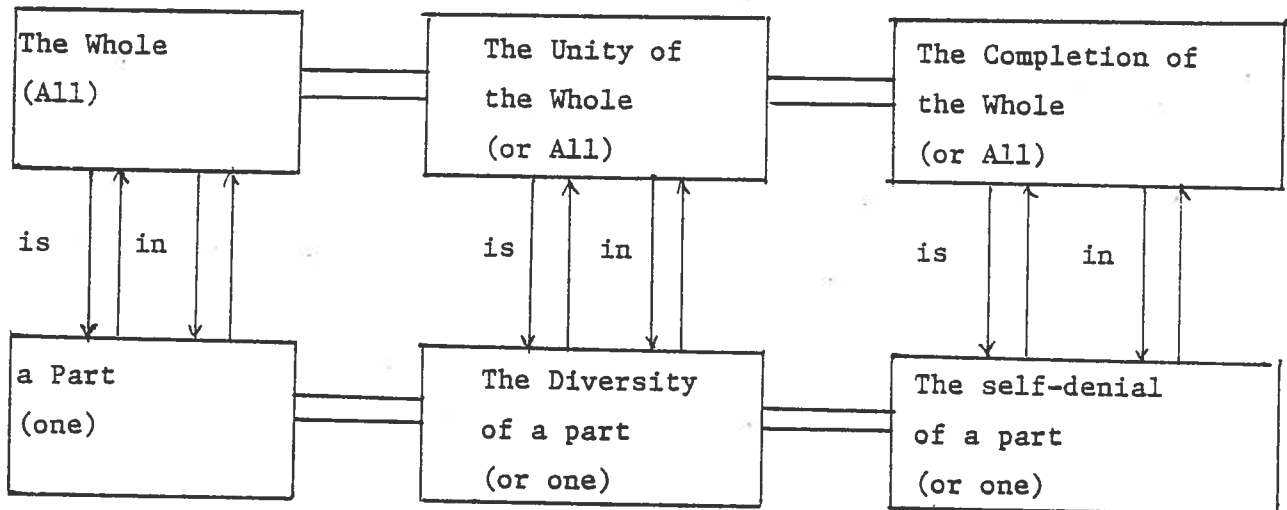 The Whole
(All)
The Unity of
the Whole
(or All)
The Completion of
the Whole
(or All)
is in
is in
is in
a Part
(one)
The Diversity
of a part
(or one)
The self-denial
of a part
(or one)